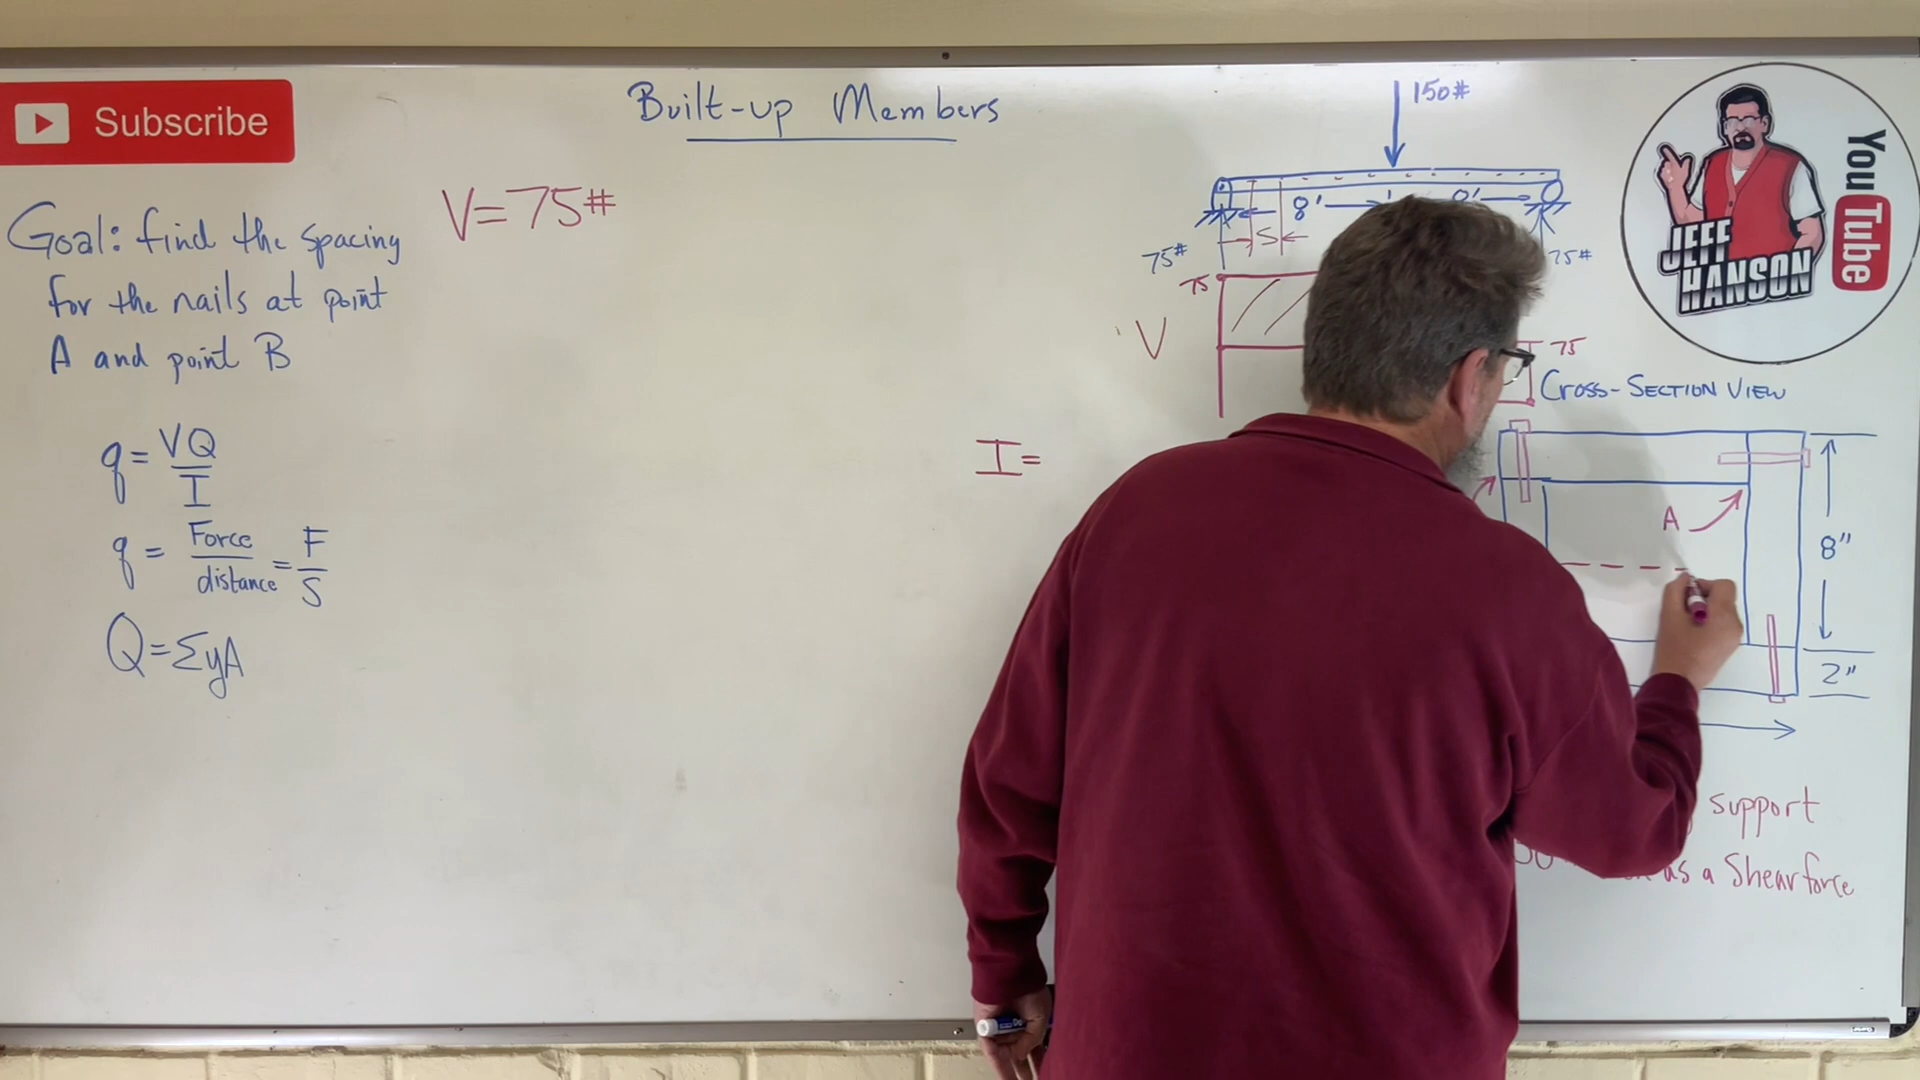 Subscribe
Built-up Members
Goal: find the spacing
for the nails at point
A and point B
V=75#
q = VQ
I
q = Force = F
distance S
Q = ΣyA
150#
8'
8'
S
75#
75#
75
V
75
I=
CROSS-SECTION VIEW
A
8"
2"
support
as a Shear force
YouTube
JEFF
HANSON